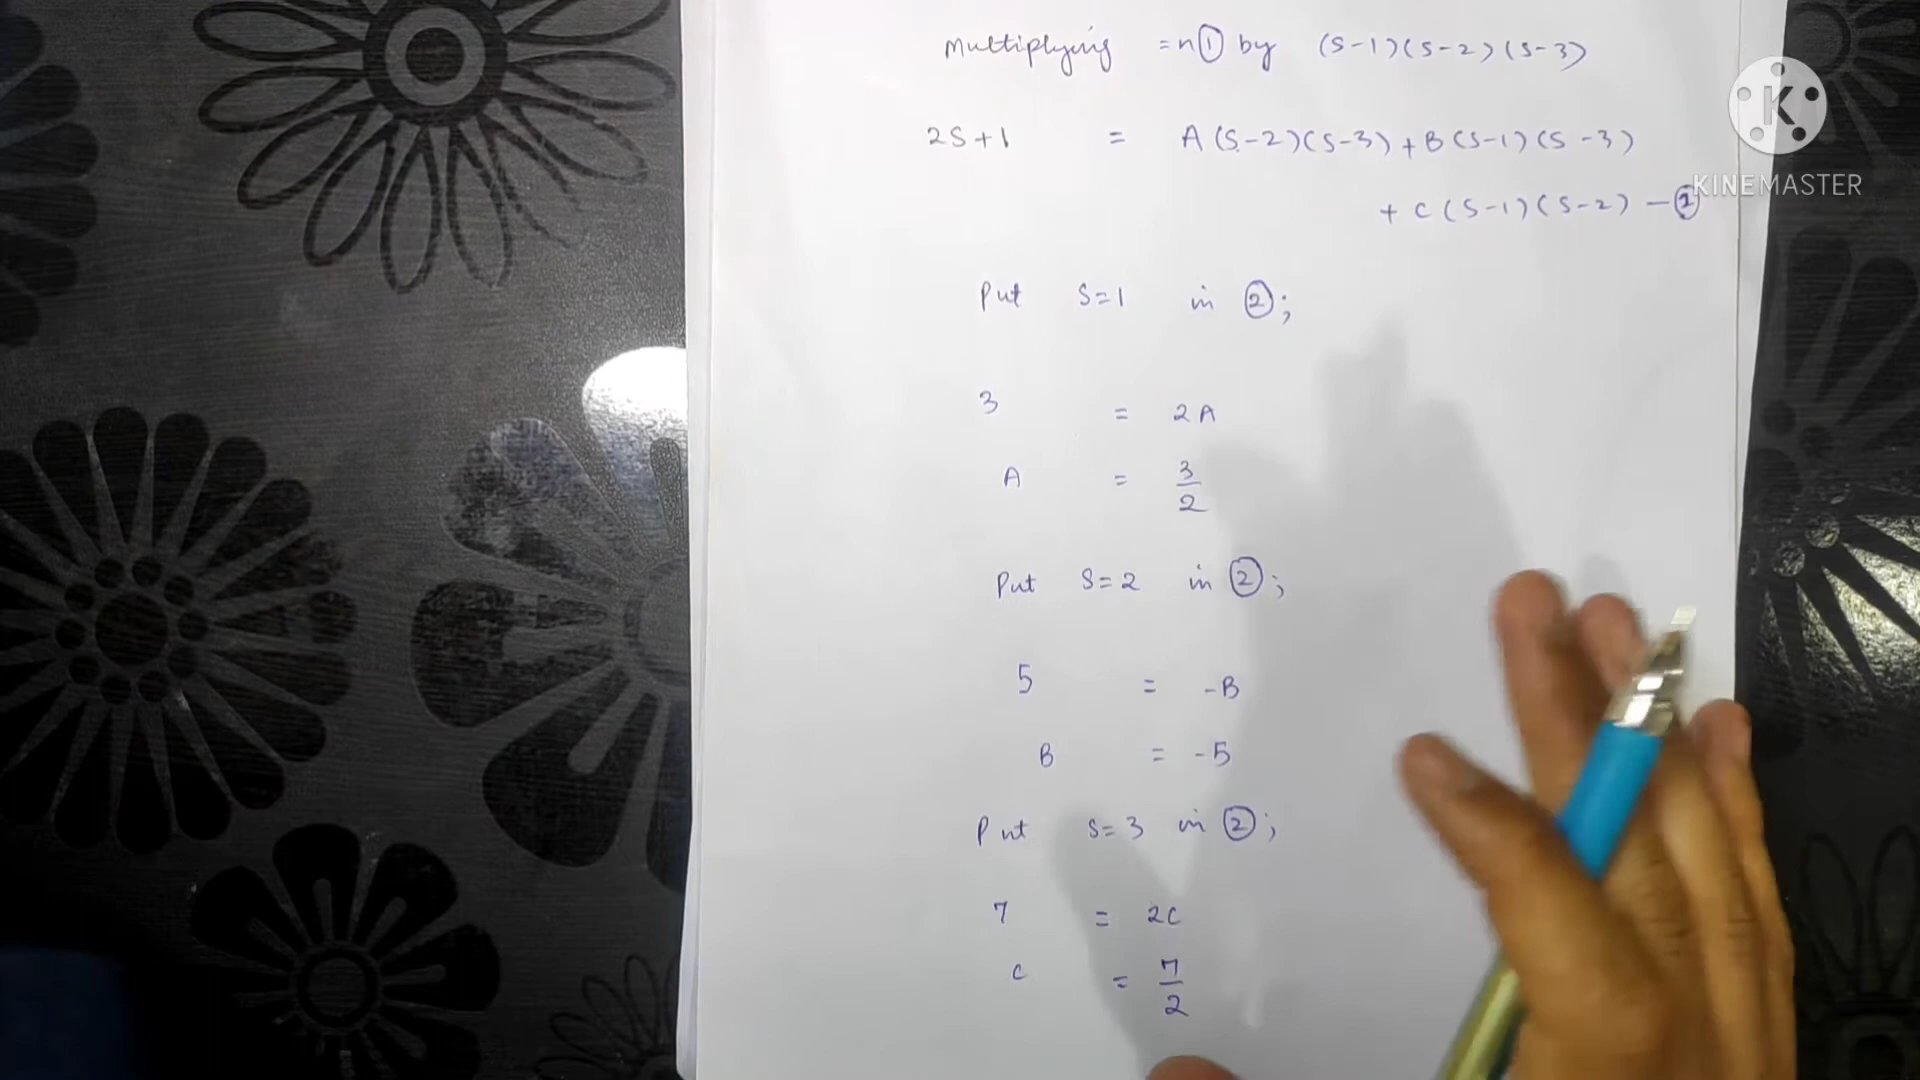 Multiplying =n ① by (S-1)(S-2)(S-3)
2S+1 = A(S-2)(S-3)+B(S-1)(S-3)
+ C(S-1)(S-2) - ②
K
KINEMASTER
Put S=1 in ②;
3 = 2A
A = 3/2
Put S=2 in ②;
5 = -B
B = -5
Put S=3 in ②;
7 = 2C
C = 7/2